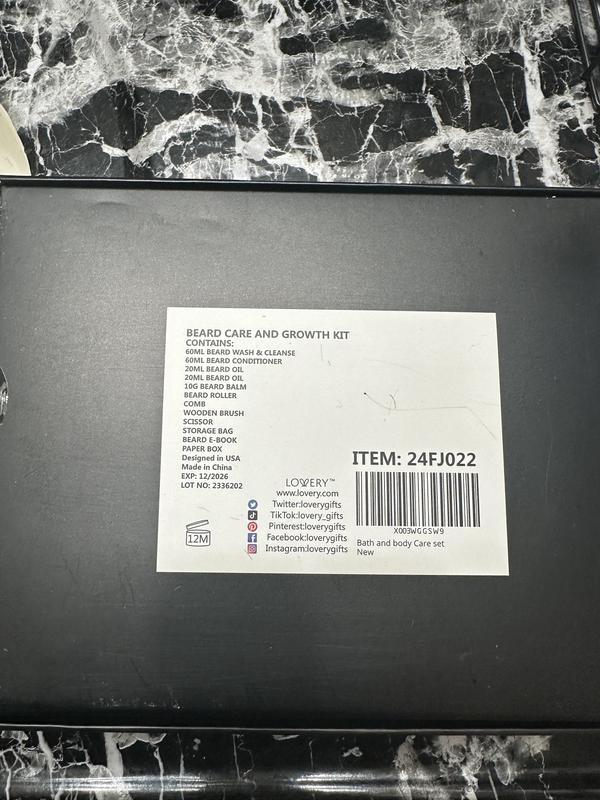 BEARD CARE AND GROWTH KIT
CONTAINS:
60ML BEARD WASH & CLEANSE
60ML BEARD CONDITIONER
20ML BEARD OIL
20ML BEARD OIL
10G BEARD BALM
BEARD ROLLER
COMB
WOODEN BRUSH
SCISSOR
STORAGE BAG
BEARD E-BOOK
PAPER BOX
Designed in USA
Made in China
EXP: 12/2026
LOT NO: 2336202
12M
LOVERY™
www.lovery.com
Twitter:loverygifts
TikTok:lovery_gifts
Pinterest:loverygifts
Facebook:loverygifts
Instagram:loverygifts
ITEM: 24FJ022
X003WGGSW9
Bath and body Care set
New